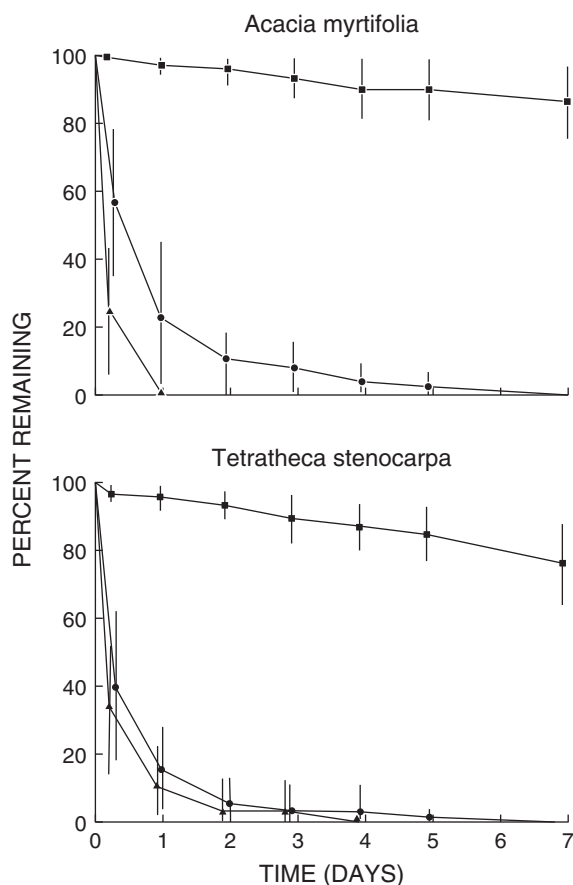 Acacia myrtifolia
100
80
60
40
20
0
PERCENT REMAINING
Tetratheca stenocarpa
100
80
60
40
20
0
0 1 2 3 4 5 6 7
TIME (DAYS)